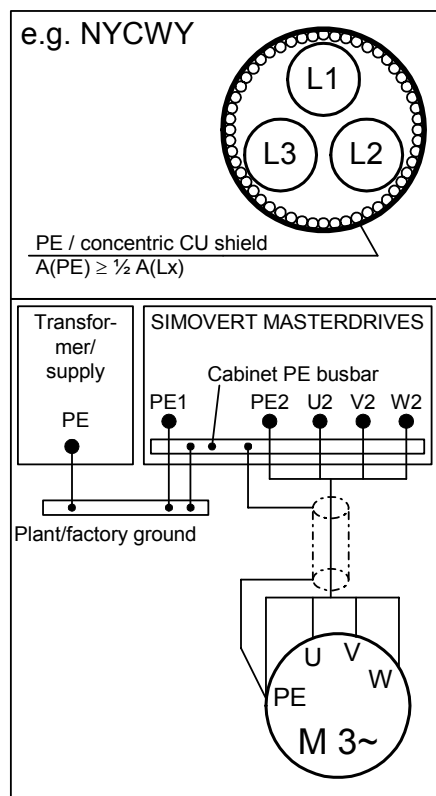 e.g. NYCWY
L1
L3
L2
PE / concentric CU shield
A(PE) ≥ ½ A(Lx)
Transfor-
mer/
supply
SIMOVERT MASTERDRIVES
Cabinet PE busbar
PE
PE1
PE2
U2
V2
W2
Plant/factory ground
U
V
W
PE
M 3~